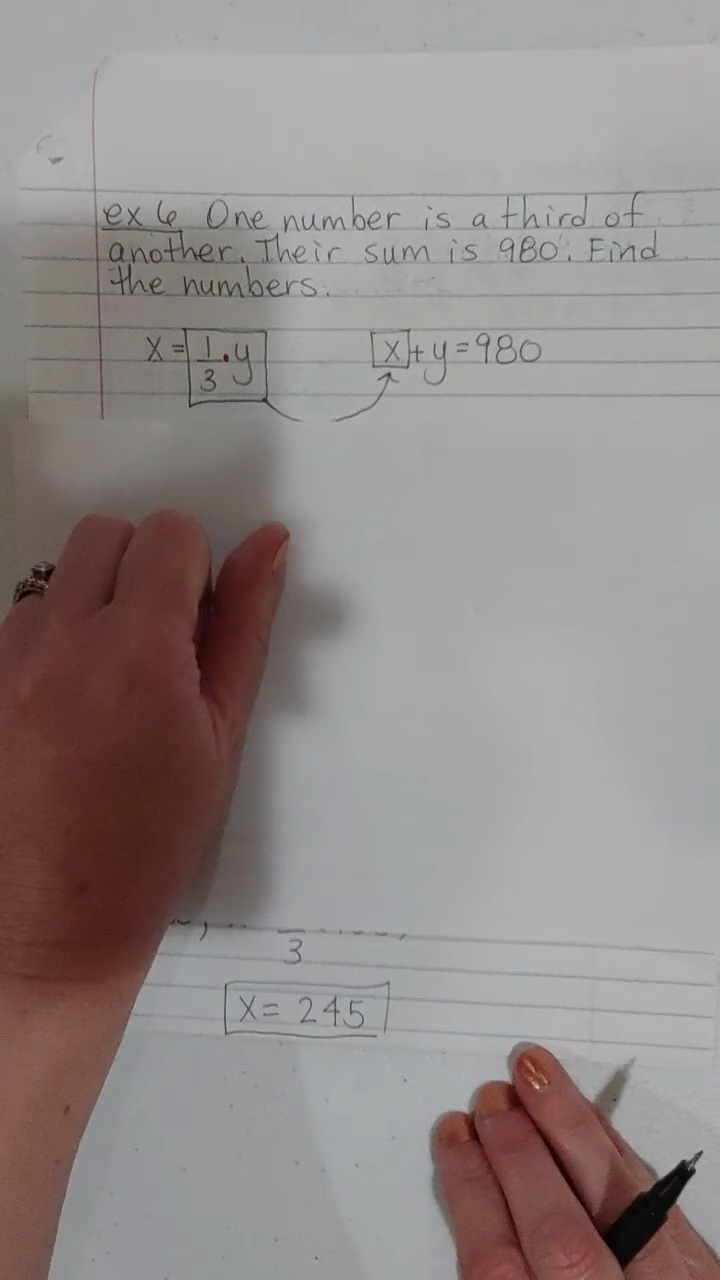 ex 6 One number is a third of
another. Their sum is 980. Find
the numbers.
x = 1/3 • y x + y = 980
3
x = 245